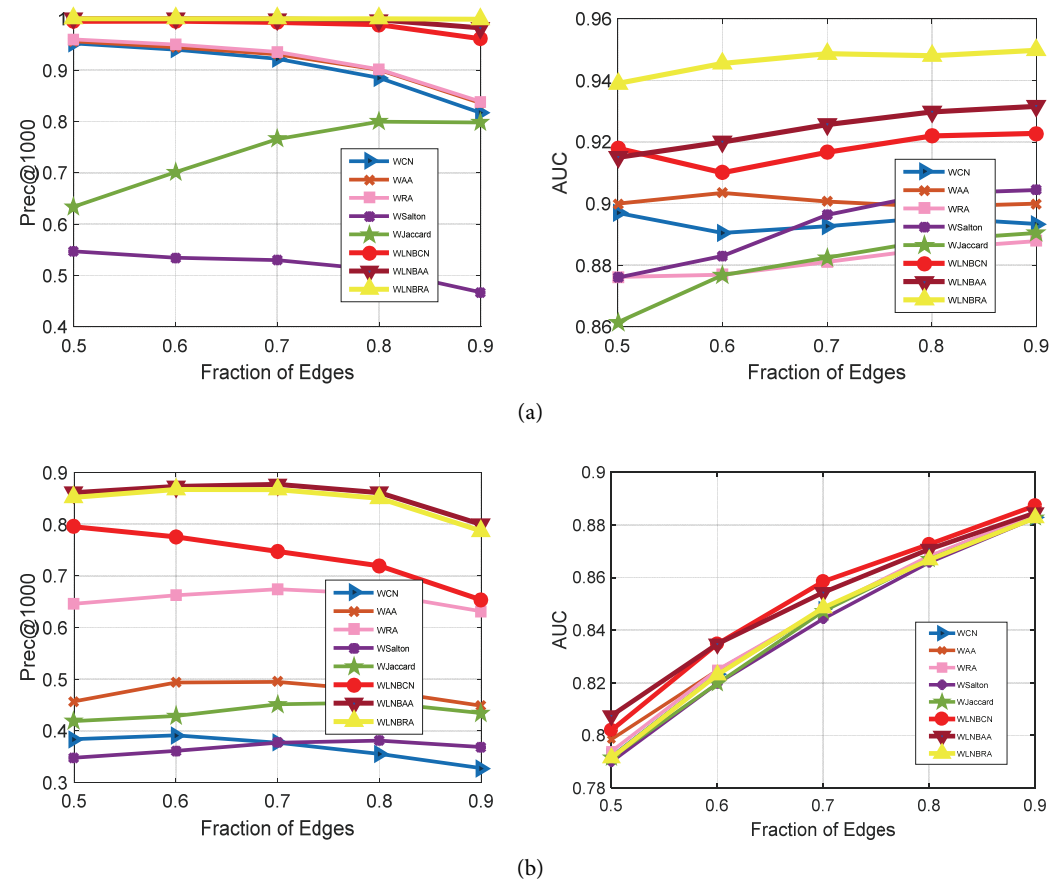 1
0.9
0.8
0.7
0.6
0.5
0.4
Prec@1000
0.5 0.6 0.7 0.8 0.9
Fraction of Edges
WCN
WAA
WRA
WSalton
WJaccard
WLNBCN
WLNBAA
WLNBRA
0.96
0.94
0.92
0.9
0.88
0.86
AUC
0.5 0.6 0.7 0.8 0.9
Fraction of Edges
WCN
WAA
WRA
WSalton
WJaccard
WLNBCN
WLNBAA
WLNBRA
(a)
0.9
0.8
0.7
0.6
0.5
0.4
0.3
Prec@1000
0.5 0.6 0.7 0.8 0.9
Fraction of Edges
WCN
WAA
WRA
WSalton
WJaccard
WLNBCN
WLNBAA
WLNBRA
0.9
0.88
0.86
0.84
0.82
0.8
0.78
AUC
0.5 0.6 0.7 0.8 0.9
Fraction of Edges
WCN
WAA
WRA
WSalton
WJaccard
WLNBCN
WLNBAA
WLNBRA
(b)